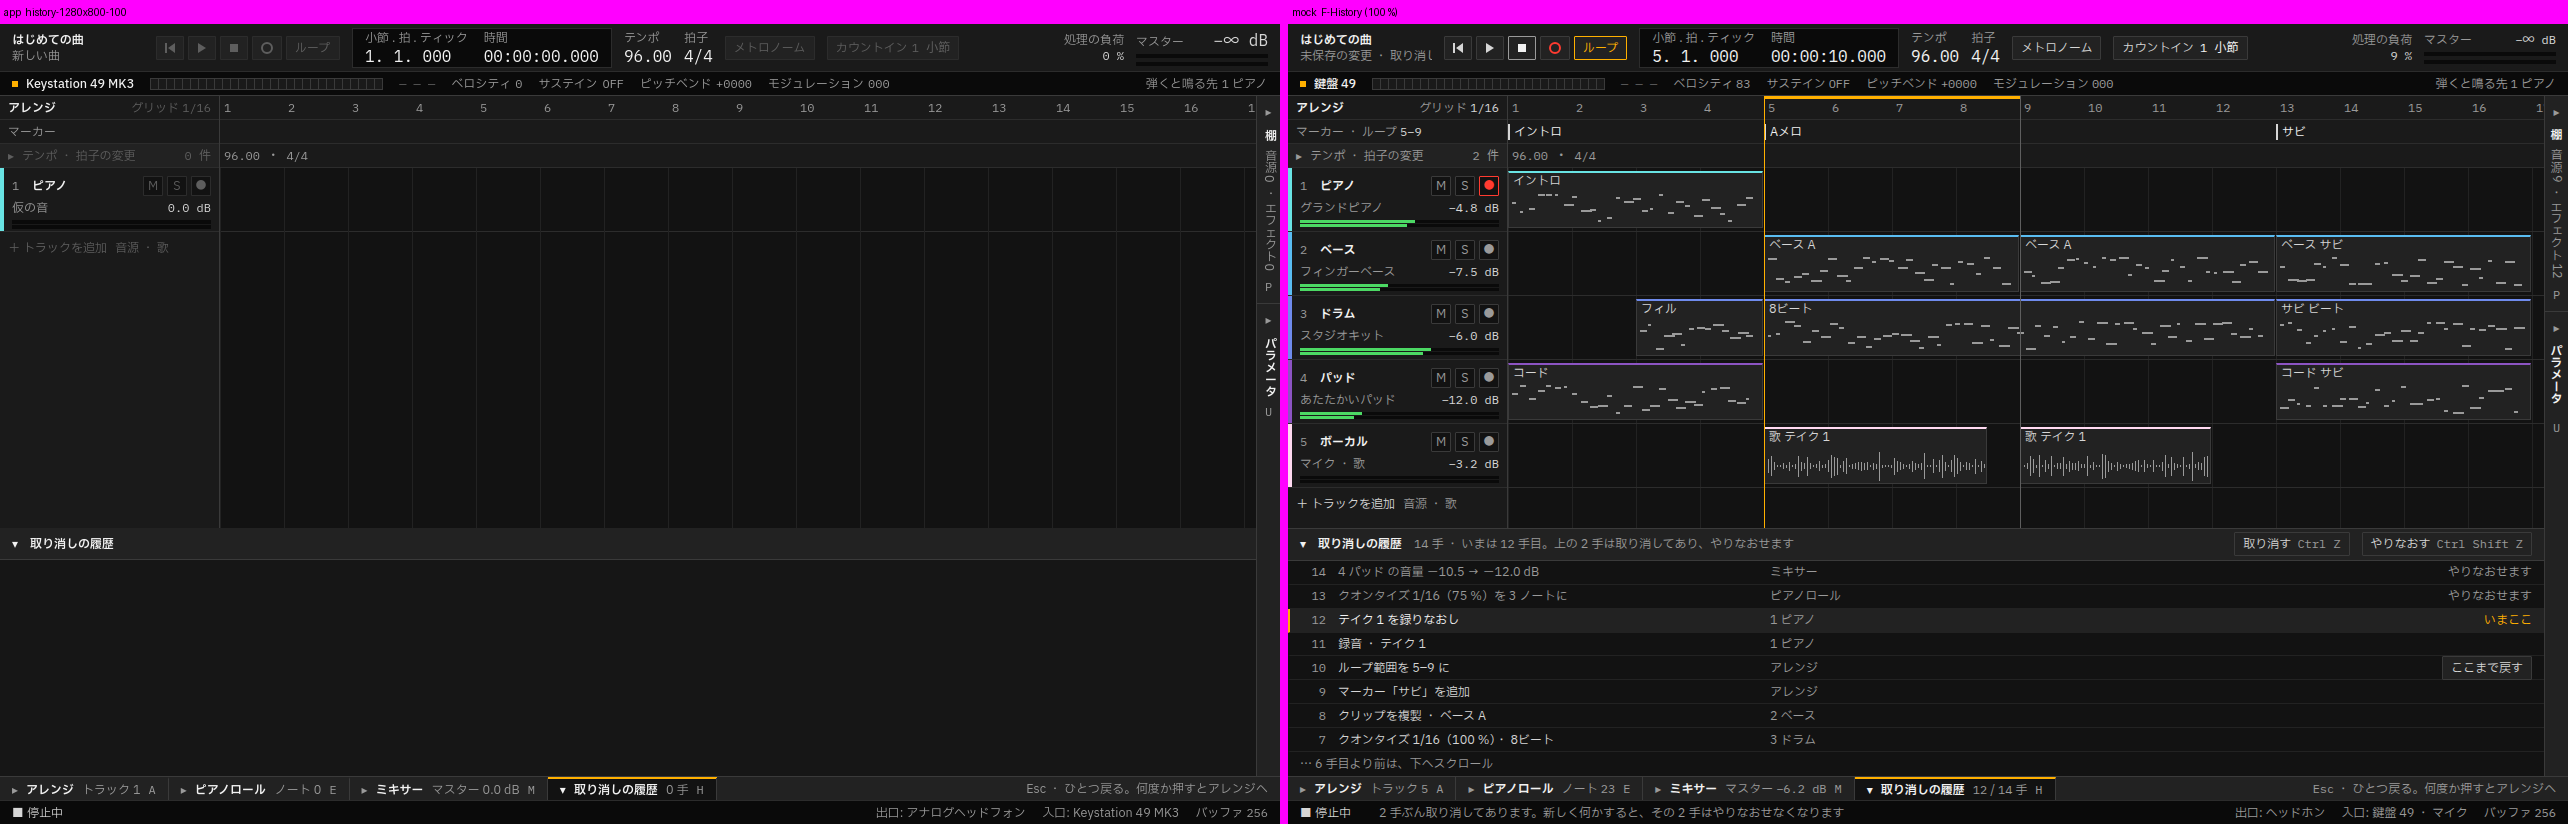 app history-1280x800-100
はじめての曲
新しい曲
ループ
小節.拍.ティック 時間
1. 1. 000 00:00:00.000
テンポ 拍子
96.00 4/4
メトロノーム
カウントイン 1 小節
処理の負荷
0 %
マスター −∞ dB
Keystation 49 MK3
— — —
ベロシティ 0 サステイン OFF ピッチベンド +0000 モジュレーション 000
弾くと鳴る先 1 ピアノ
アレンジ グリッド 1/16
1 2 3 4 5 6 7 8 9 10 11 12 13 14 15 16 1
マーカー
▸ テンポ ・ 拍子の変更 0 件
96.00 ・ 4/4
1 ピアノ M S
仮の音 0.0 dB
＋ トラックを追加 音源 ・ 歌
棚 音源 0 ・ エフェクト 0 P
パラメータ U
▾ 取り消しの履歴
▸ アレンジ トラック 1 A
▸ ピアノロール ノート 0 E
▸ ミキサー マスター 0.0 dB M
▾ 取り消しの履歴 0 手 H
Esc ・ ひとつ戻る。何度か押すとアレンジへ
■ 停止中
出口: アナログヘッドフォン 入口: Keystation 49 MK3 バッファ 256
mock F-History (100 %)
はじめての曲
未保存の変更 ・ 取り消し
ループ
小節.拍.ティック 時間
5. 1. 000 00:00:10.000
テンポ 拍子
96.00 4/4
メトロノーム
カウントイン 1 小節
処理の負荷
9 %
マスター −∞ dB
鍵盤 49
— — —
ベロシティ 83 サステイン OFF ピッチベンド +0000 モジュレーション 000
弾くと鳴る先 1 ピアノ
アレンジ グリッド 1/16
1 2 3 4 5 6 7 8 9 10 11 12 13 14 15 16 1
マーカー ・ ループ 5–9
イントロ Aメロ サビ
▸ テンポ ・ 拍子の変更 2 件
96.00 ・ 4/4
1 ピアノ M S
グランドピアノ −4.8 dB
イントロ
2 ベース M S
フィンガーベース −7.5 dB
ベース A ベース A ベース サビ
3 ドラム M S
スタジオキット −6.0 dB
フィル 8ビート サビ ビート
4 パッド M S
あたたかいパッド −12.0 dB
コード コード サビ
5 ボーカル M S
マイク ・ 歌 −3.2 dB
歌 テイク 1 歌 テイク 1
＋ トラックを追加 音源 ・ 歌
棚 音源 9 ・ エフェクト 12 P
パラメータ U
▾ 取り消しの履歴 14 手 ・ いまは 12 手目。上の 2 手は取り消してあり、やりなおせます
取り消す Ctrl Z
やりなおす Ctrl Shift Z
14 4 パッド の音量 −10.5 → −12.0 dB ミキサー やりなおせます
13 クオンタイズ 1/16（75 %）を 3 ノートに ピアノロール やりなおせます
12 テイク 1 を録りなおし 1 ピアノ いまここ
11 録音 ・ テイク 1 1 ピアノ
10 ループ範囲を 5–9 に アレンジ ここまで戻す
9 マーカー「サビ」を追加 アレンジ
8 クリップを複製 ・ ベース A 2 ベース
7 クオンタイズ 1/16（100 %）・ 8ビート 3 ドラム
… 6 手目より前は、下へスクロール
▸ アレンジ トラック 5 A
▸ ピアノロール ノート 23 E
▸ ミキサー マスター −6.2 dB M
▾ 取り消しの履歴 12 / 14 手 H
Esc ・ ひとつ戻る。何度か押すとアレンジへ
■ 停止中 2 手ぶん取り消してあります。新しく何かすると、その 2 手はやりなおせなくなります
出口: ヘッドホン 入口: 鍵盤 49 ・ マイク バッファ 256